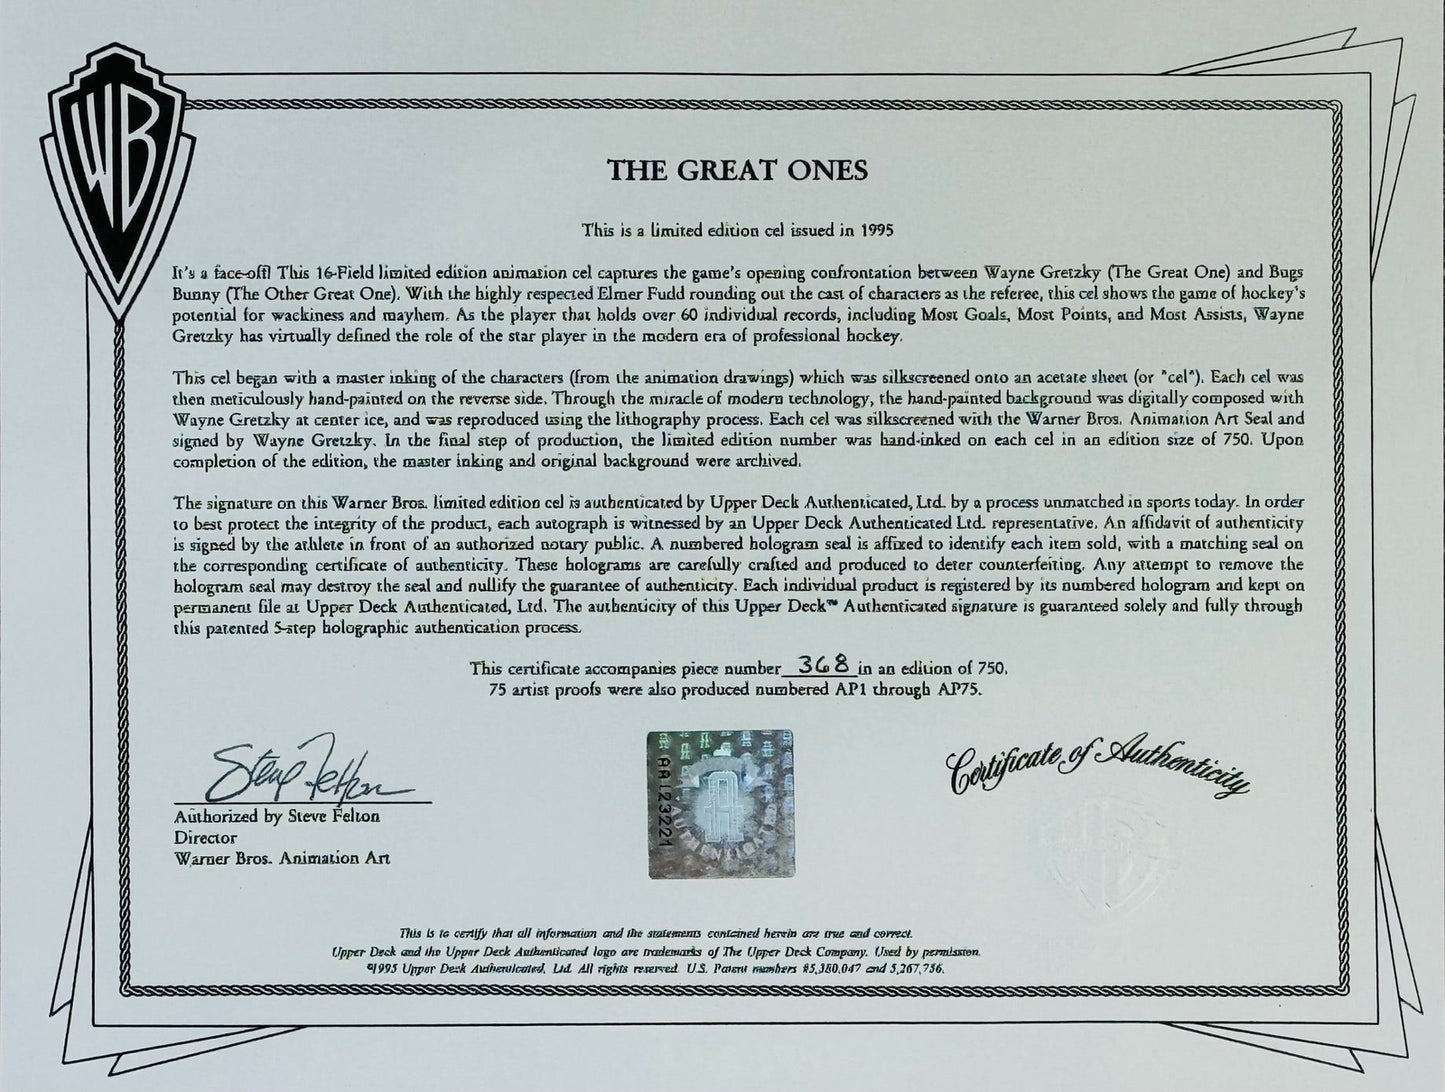 WB
THE GREAT ONES
This is a limited edition cel issued in 1995
It's a face-off! This 16-Field limited edition animation cel captures the game's opening confrontation between Wayne Gretzky (The Great One) and Bugs
Bunny (The Other Great One). With the highly respected Elmer Fudd rounding out the cast of characters as the referee, this cel shows the game of hockey's
potential for wackiness and mayhem. As the player that holds over 60 individual records, including Most Goals, Most Points, and Most Assists, Wayne
Gretzky has virtually defined the role of the star player in the modern era of professional hockey.
This cel began with a master inking of the characters (from the animation drawings) which was silkscreened onto an acetate sheet (or "cel"). Each cel was
then meticulously hand-painted on the reverse side. Through the miracle of modern technology, the hand-painted background was digitally composed with
Wayne Gretzky at center ice, and was reproduced using the lithography process. Each cel was silkscreened with the Warner Bros. Animation Art Seal and
signed by Wayne Gretzky. In the final step of production, the limited edition number was hand-inked on each cel in an edition size of 750. Upon
completion of the edition, the master inking and original background were archived.
The signature on this Warner Bros. limited edition cel is authenticated by Upper Deck Authenticated, Ltd. by a process unmatched in sports today. In order
to best protect the integrity of the product, each autograph is witnessed by an Upper Deck Authenticated Ltd. representative. An affidavit of authenticity
is signed by the athlete in front of an authorized notary public. A numbered hologram seal is affixed to identify each item sold, with a matching seal on
the corresponding certificate of authenticity. These holograms are carefully crafted and produced to deter counterfeiting. Any attempt to remove the
hologram seal may destroy the seal and nullify the guarantee of authenticity. Each individual product is registered by its numbered hologram and kept on
permanent file at Upper Deck Authenticated, Ltd. The authenticity of this Upper Deck™ Authenticated signature is guaranteed solely and fully through
this patented 5-step holographic authentication process.
This certificate accompanies piece number 368 in an edition of 750.
75 artist proofs were also produced numbered AP1 through AP75.
Steve Felton
Authorized by Steve Felton
Director
Warner Bros. Animation Art
AA123221
AUTHENTICATED
Certificate of Authenticity
This is to certify that all information and the statements contained herein are true and correct.
Upper Deck and the Upper Deck Authenticated logo are trademarks of The Upper Deck Company. Used by permission.
©1995 Upper Deck Authenticated, Ltd. All rights reserved. U.S. Patent numbers #5,380,047 and 5,267,756.